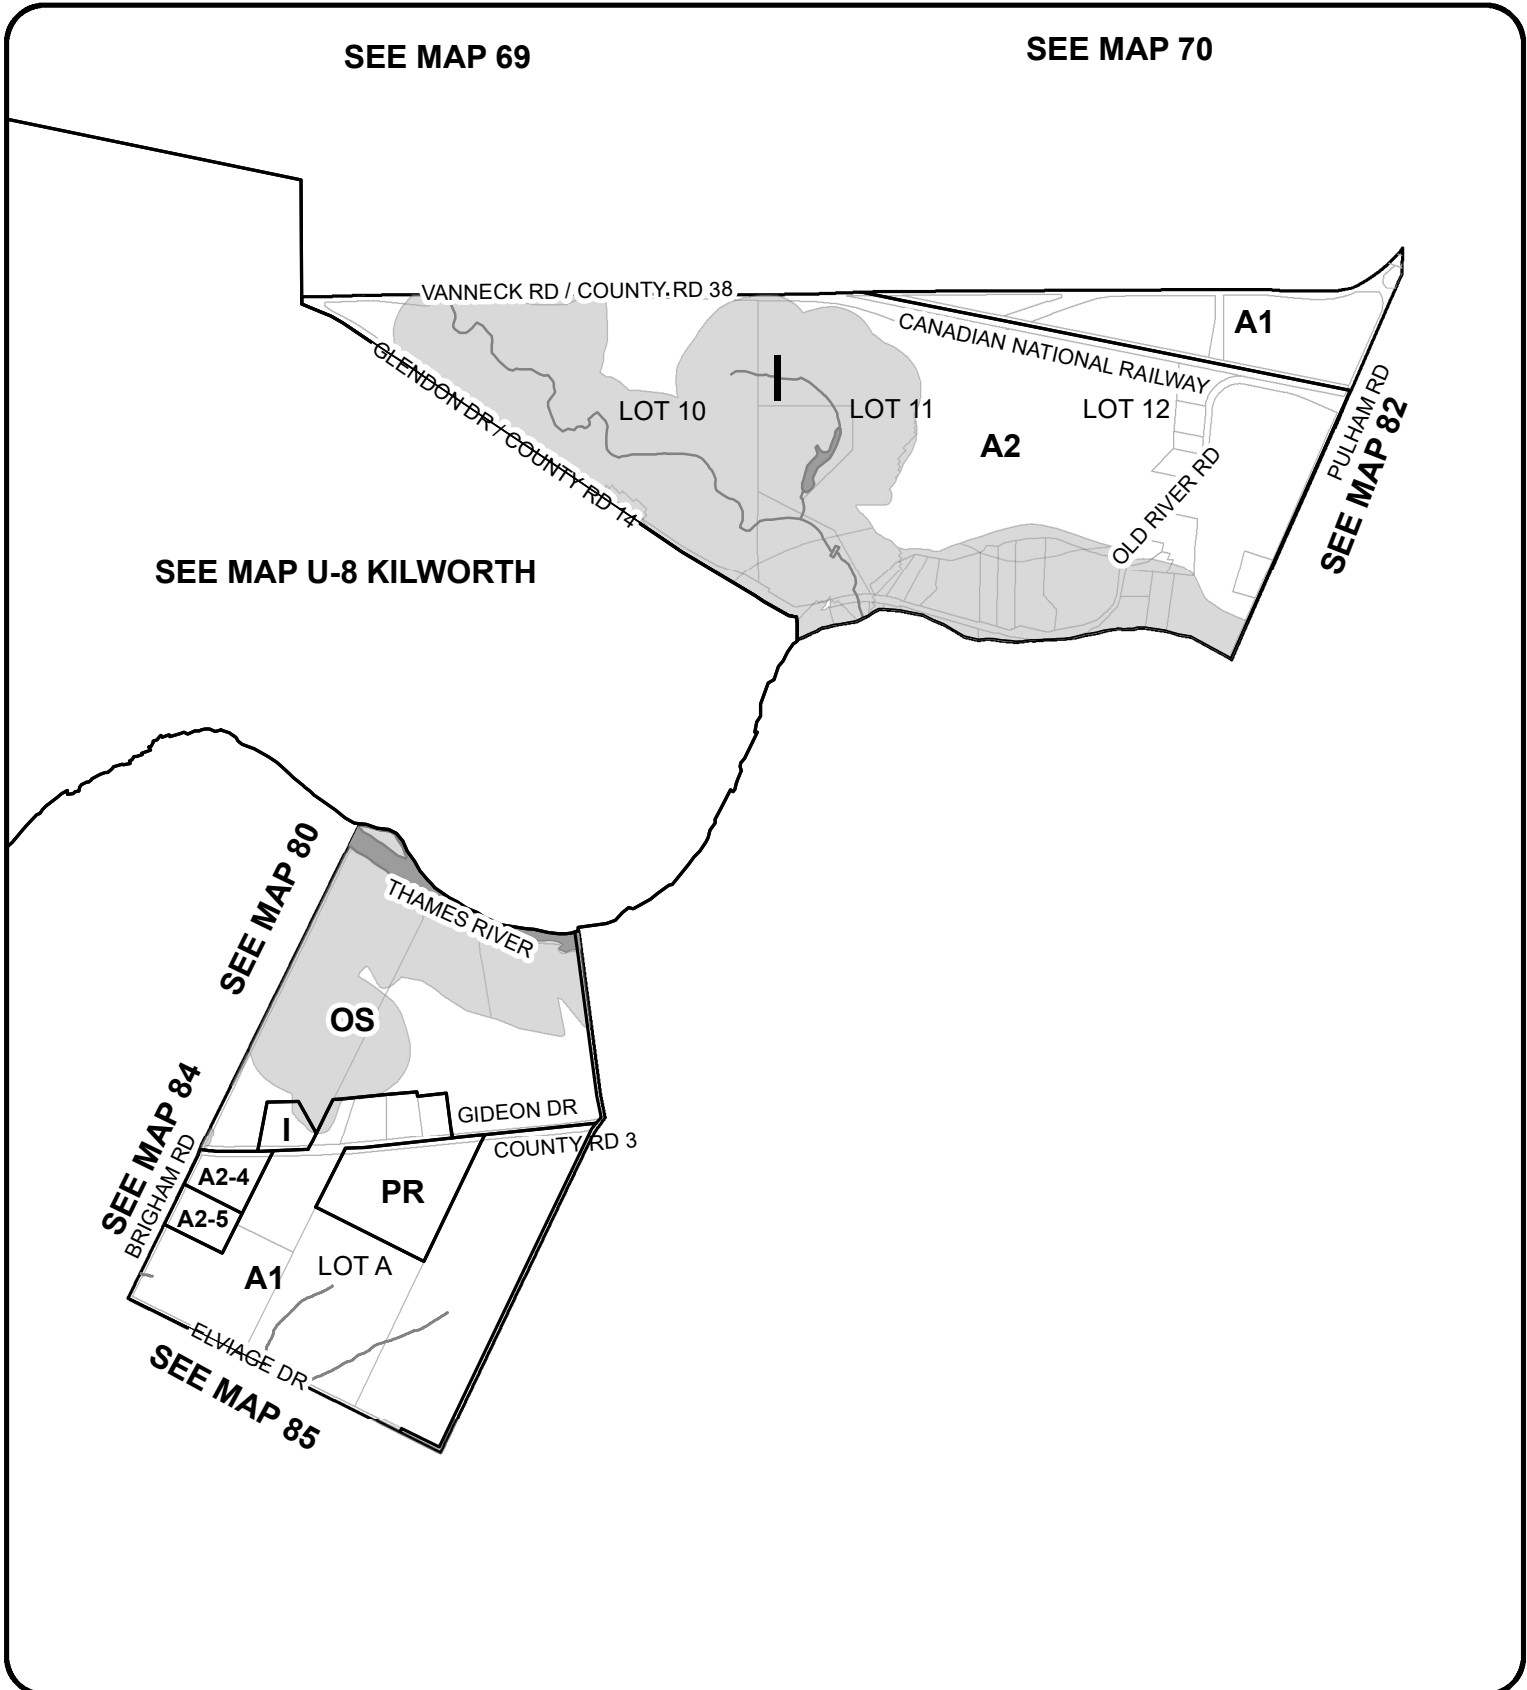 SEE MAP 69
SEE MAP 70
VANNECK RD / COUNTY RD 38
A1
CANADIAN NATIONAL RAILWAY
GLENDON DR / COUNTY RD 14
I
LOT 10
LOT 11
LOT 12
PULHAM RD
SEE MAP 82
A2
OLD RIVER RD
SEE MAP U-8 KILWORTH
SEE MAP 80
THAMES RIVER
OS
SEE MAP 84
BRIGHAM RD
I
GIDEON DR
COUNTY RD 3
A2-4
PR
A2-5
A1
LOT A
ELVIAGE DR
SEE MAP 85